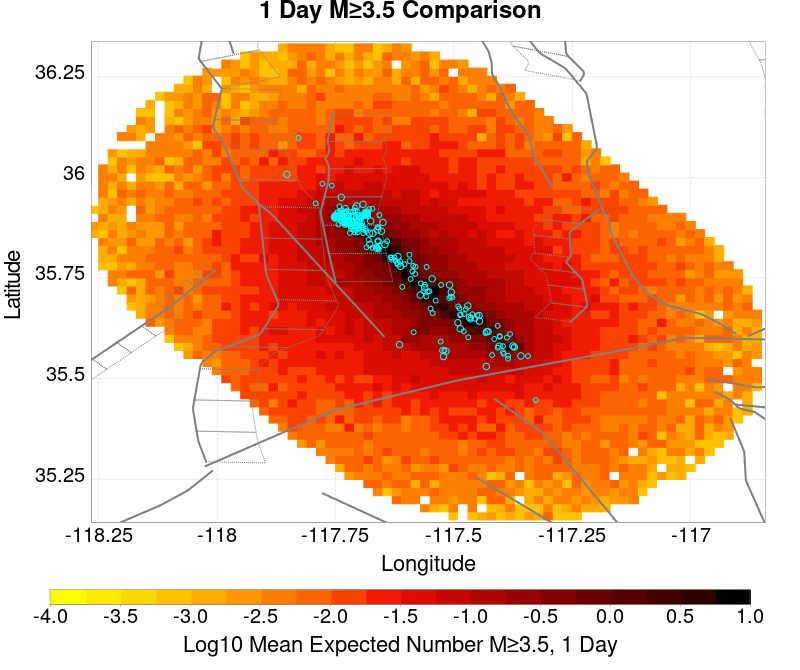 1 Day M≥3.5 Comparison
36.25
36
35.75
35.5
35.25
Latitude
-118.25 -118 -117.75 -117.5 -117.25 -117
Longitude
-4.0 -3.5 -3.0 -2.5 -2.0 -1.5 -1.0 -0.5 0.0 0.5 1.0
Log10 Mean Expected Number M≥3.5, 1 Day